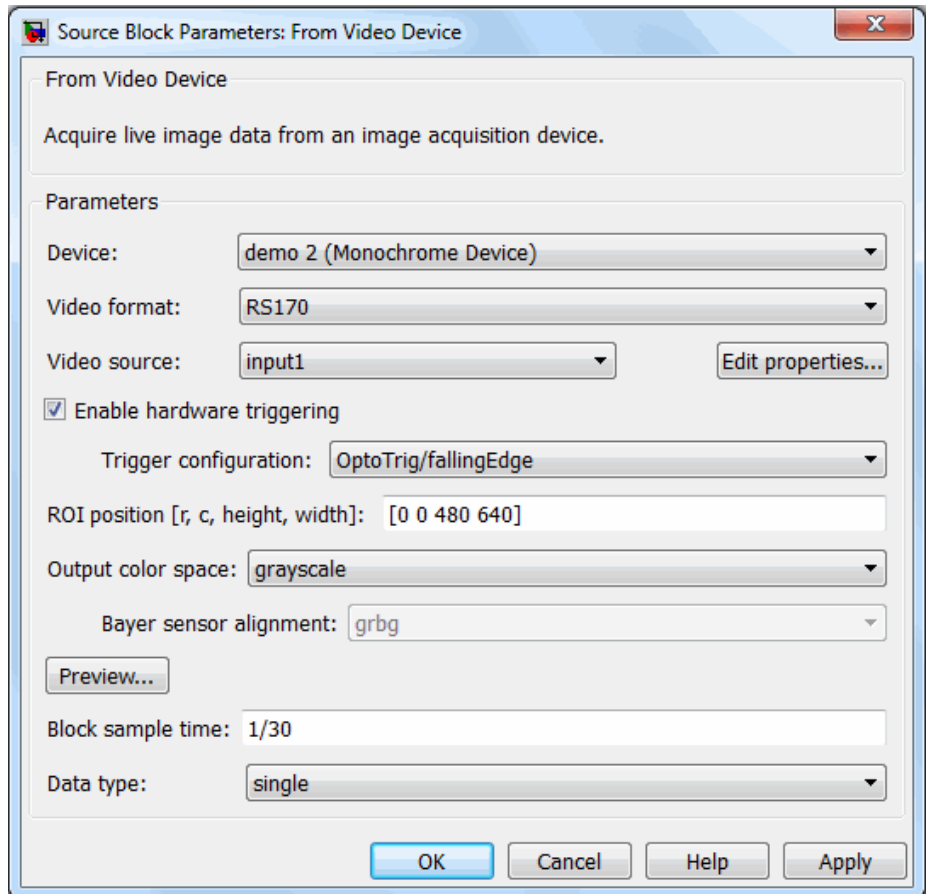 Source Block Parameters: From Video Device
From Video Device
Acquire live image data from an image acquisition device.
Parameters
Device: demo 2 (Monochrome Device)
Video format: RS170
Video source: input1 Edit properties...
Enable hardware triggering
Trigger configuration: OptoTrig/fallingEdge
ROI position [r, c, height, width]: [0 0 480 640]
Output color space: grayscale
Bayer sensor alignment: grbg
Preview...
Block sample time: 1/30
Data type: single
OK Cancel Help Apply